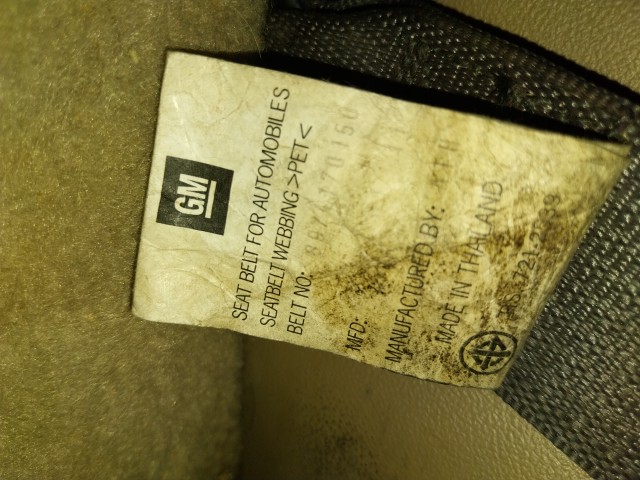 GM
SEAT BELT FOR AUTOMOBILES
SEATBELT WEBBING >PET<
BELT NO:
MFD:
MANUFACTURED BY:
MADE IN THAILAND